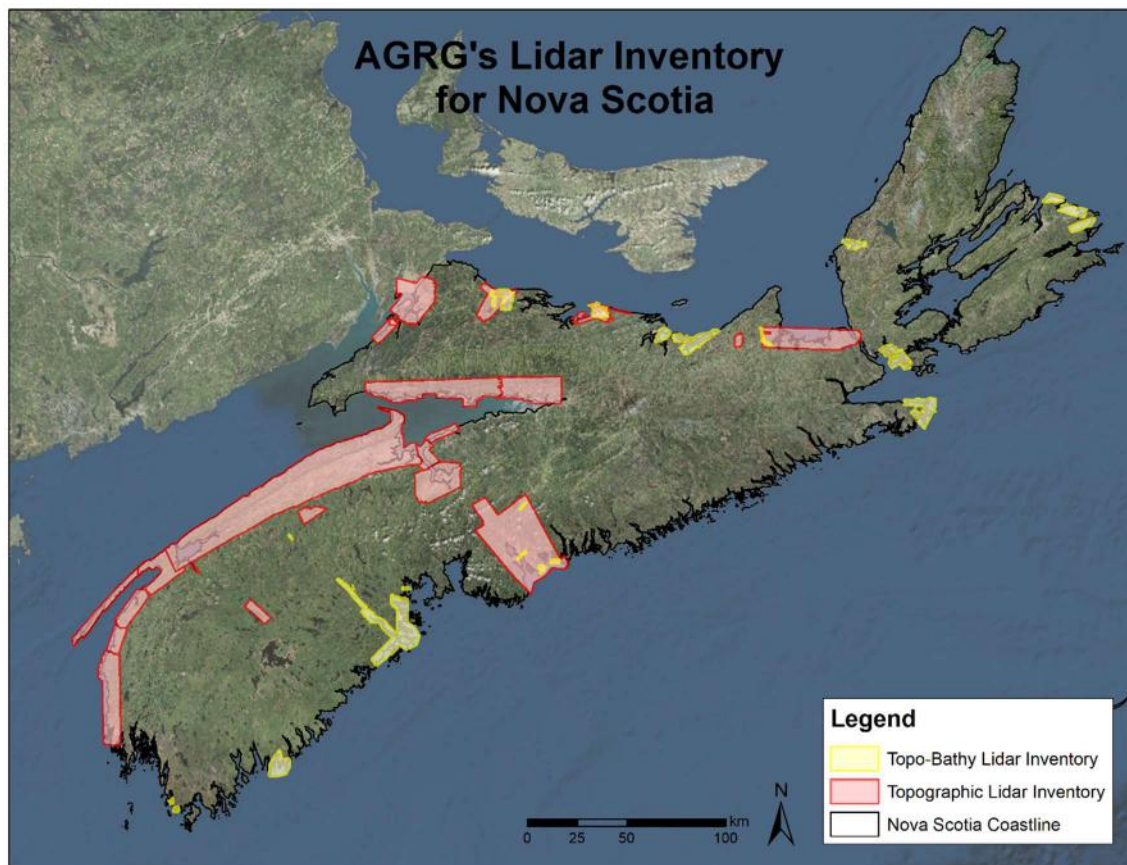 AGRG's Lidar Inventory
for Nova Scotia
Legend
Topo-Bathy Lidar Inventory
Topographic Lidar Inventory
Nova Scotia Coastline
N
km
0 25 50 100